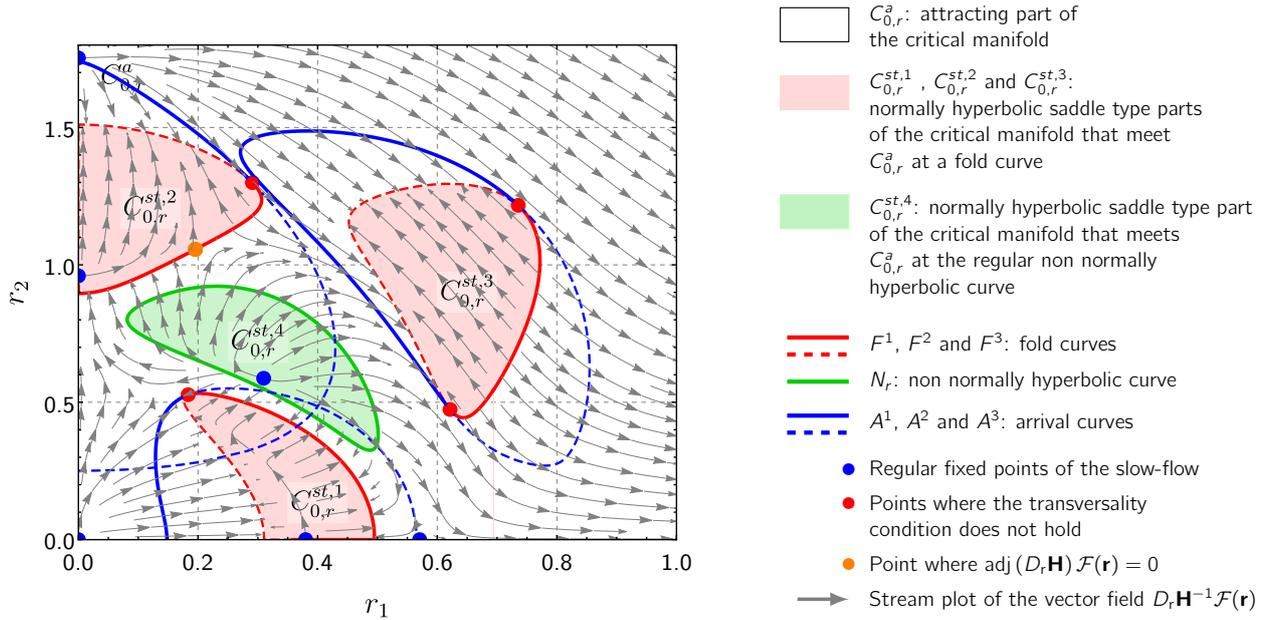 C^a_{0,r}
C^{st,2}_{0,r}
C^{st,3}_{0,r}
C^{st,4}_{0,r}
C^{st,1}_{0,r}
1.5
1.0
0.5
0.0
r_2
0.0 0.2 0.4 0.6 0.8 1.0
r_1
C^a_{0,r}: attracting part of
the critical manifold
C^{st,1}_{0,r} , C^{st,2}_{0,r} and C^{st,3}_{0,r}:
normally hyperbolic saddle type parts
of the critical manifold that meet
C^a_{0,r} at a fold curve
C^{st,4}_{0,r}: normally hyperbolic saddle type part
of the critical manifold that meets
C^a_{0,r} at the regular non normally
hyperbolic curve
F^1, F^2 and F^3: fold curves
N_r: non normally hyperbolic curve
A^1, A^2 and A^3: arrival curves
Regular fixed points of the slow-flow
Points where the transversality
condition does not hold
Point where adj (D_rH) F(r) = 0
Stream plot of the vector field D_rH^{-1}F(r)